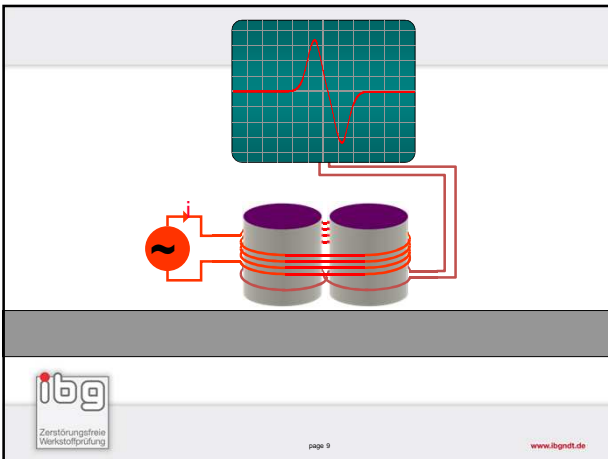 i
~
ibg
Zerstörungsfreie
Werkstoffprüfung
page 9
www.ibgndt.de